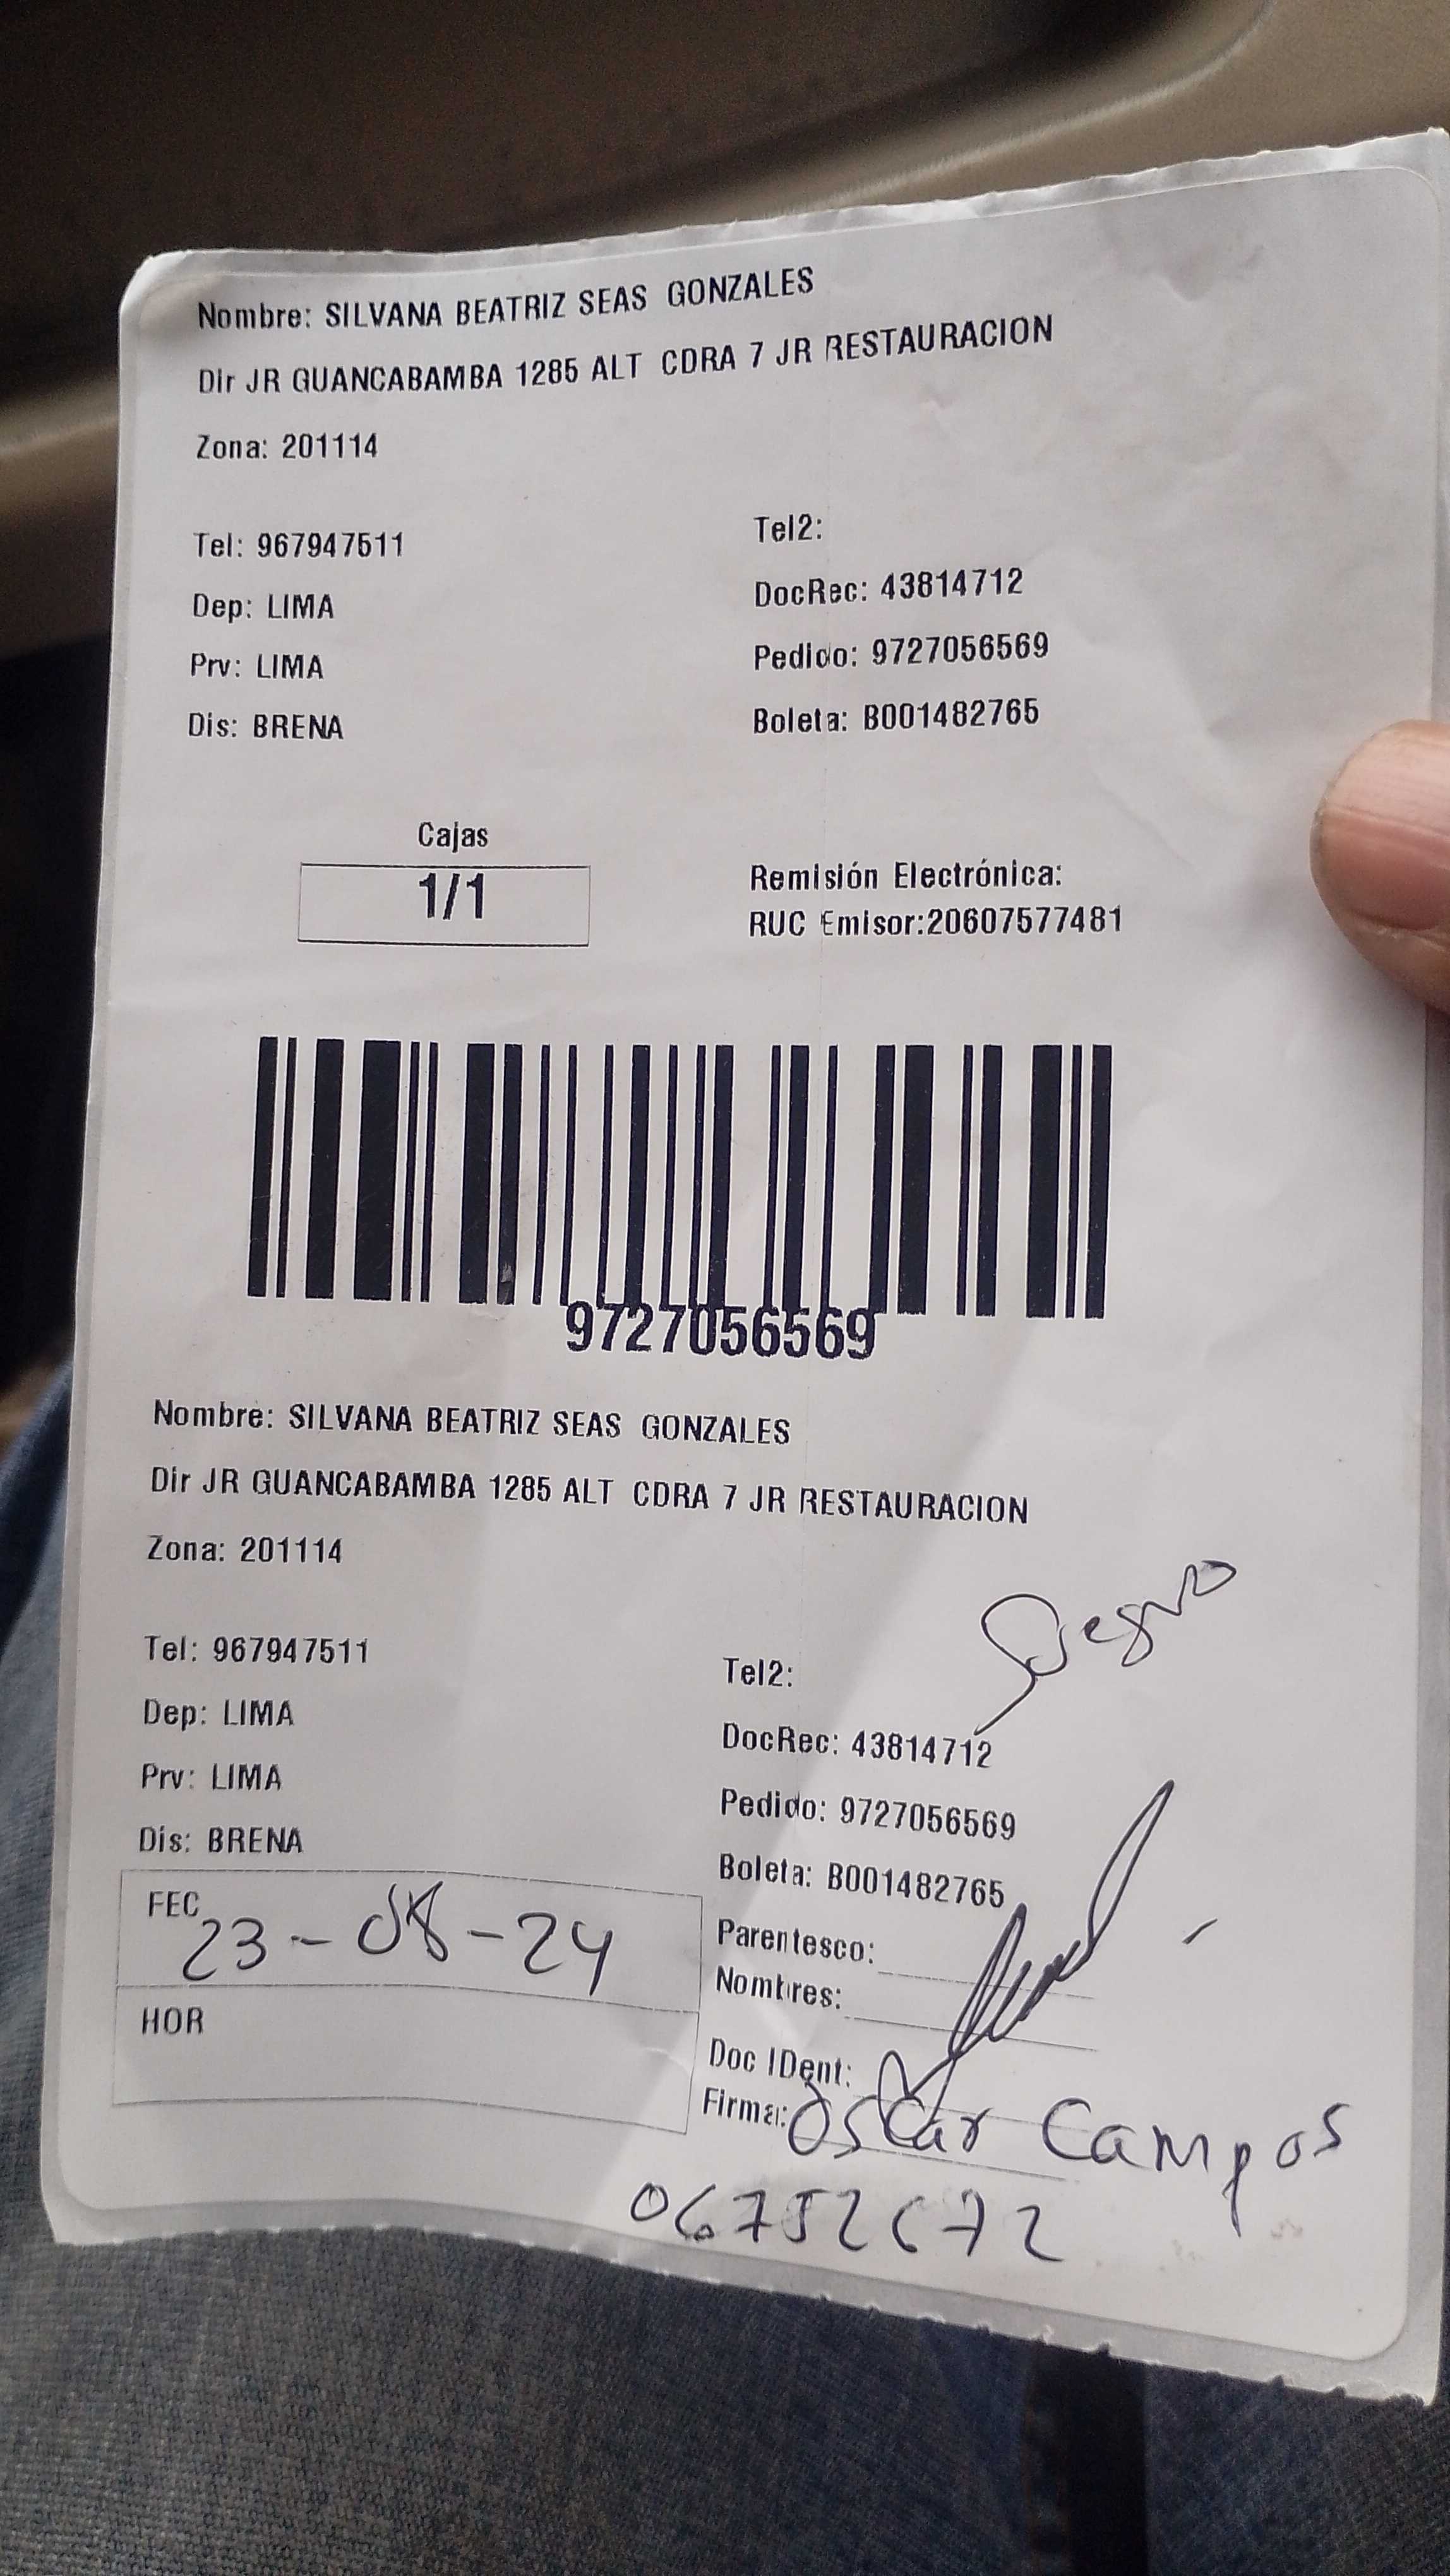 Nombre: SILVANA BEATRIZ SEAS GONZALES
Dir JR GUANCABAMBA 1285 ALT CDRA 7 JR RESTAURACION
Zona: 201114
Tel: 967947511
Tel2:
Dep: LIMA
DocRec: 43814712
Prv: LIMA
Pedido: 9727056569
Dis: BRENA
Boleta: B001482765
Cajas
1/1
Remisión Electrónica:
RUC Emisor:20607577481
9727056569
Nombre: SILVANA BEATRIZ SEAS GONZALES
Dir JR GUANCABAMBA 1285 ALT CDRA 7 JR RESTAURACION
Zona: 201114
Tel: 967947511
Tel2:
Dep: LIMA
DocRec: 43814712
Prv: LIMA
Pedido: 9727056569
Dis: BRENA
Boleta: B001482765
FEC 23-08-24
HOR
Parentesco:
Nombres:
Doc IDent:
Firma: Oscar Campos
06752672